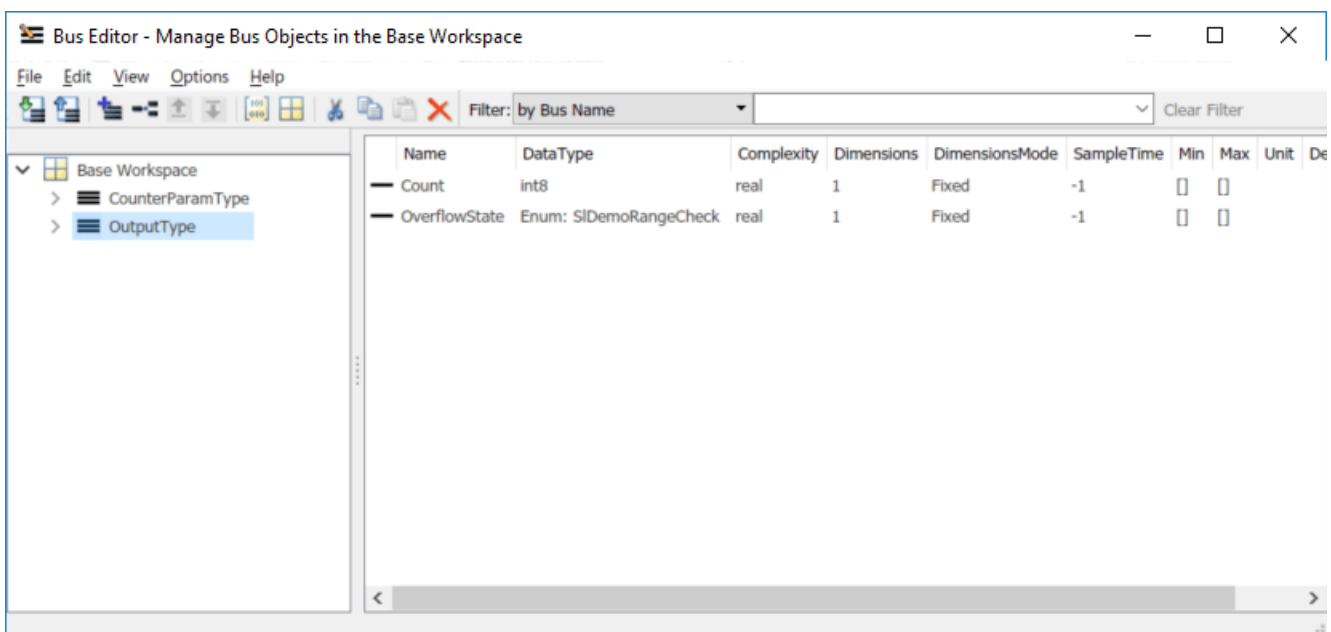 Bus Editor - Manage Bus Objects in the Base Workspace
File Edit View Options Help
Filter: by Bus Name Clear Filter
Name DataType Complexity Dimensions DimensionsMode SampleTime Min Max Unit De
Base Workspace
CounterParamType
OutputType
Count int8 real 1 Fixed -1 [] []
OverflowState Enum: SlDemoRangeCheck real 1 Fixed -1 [] []